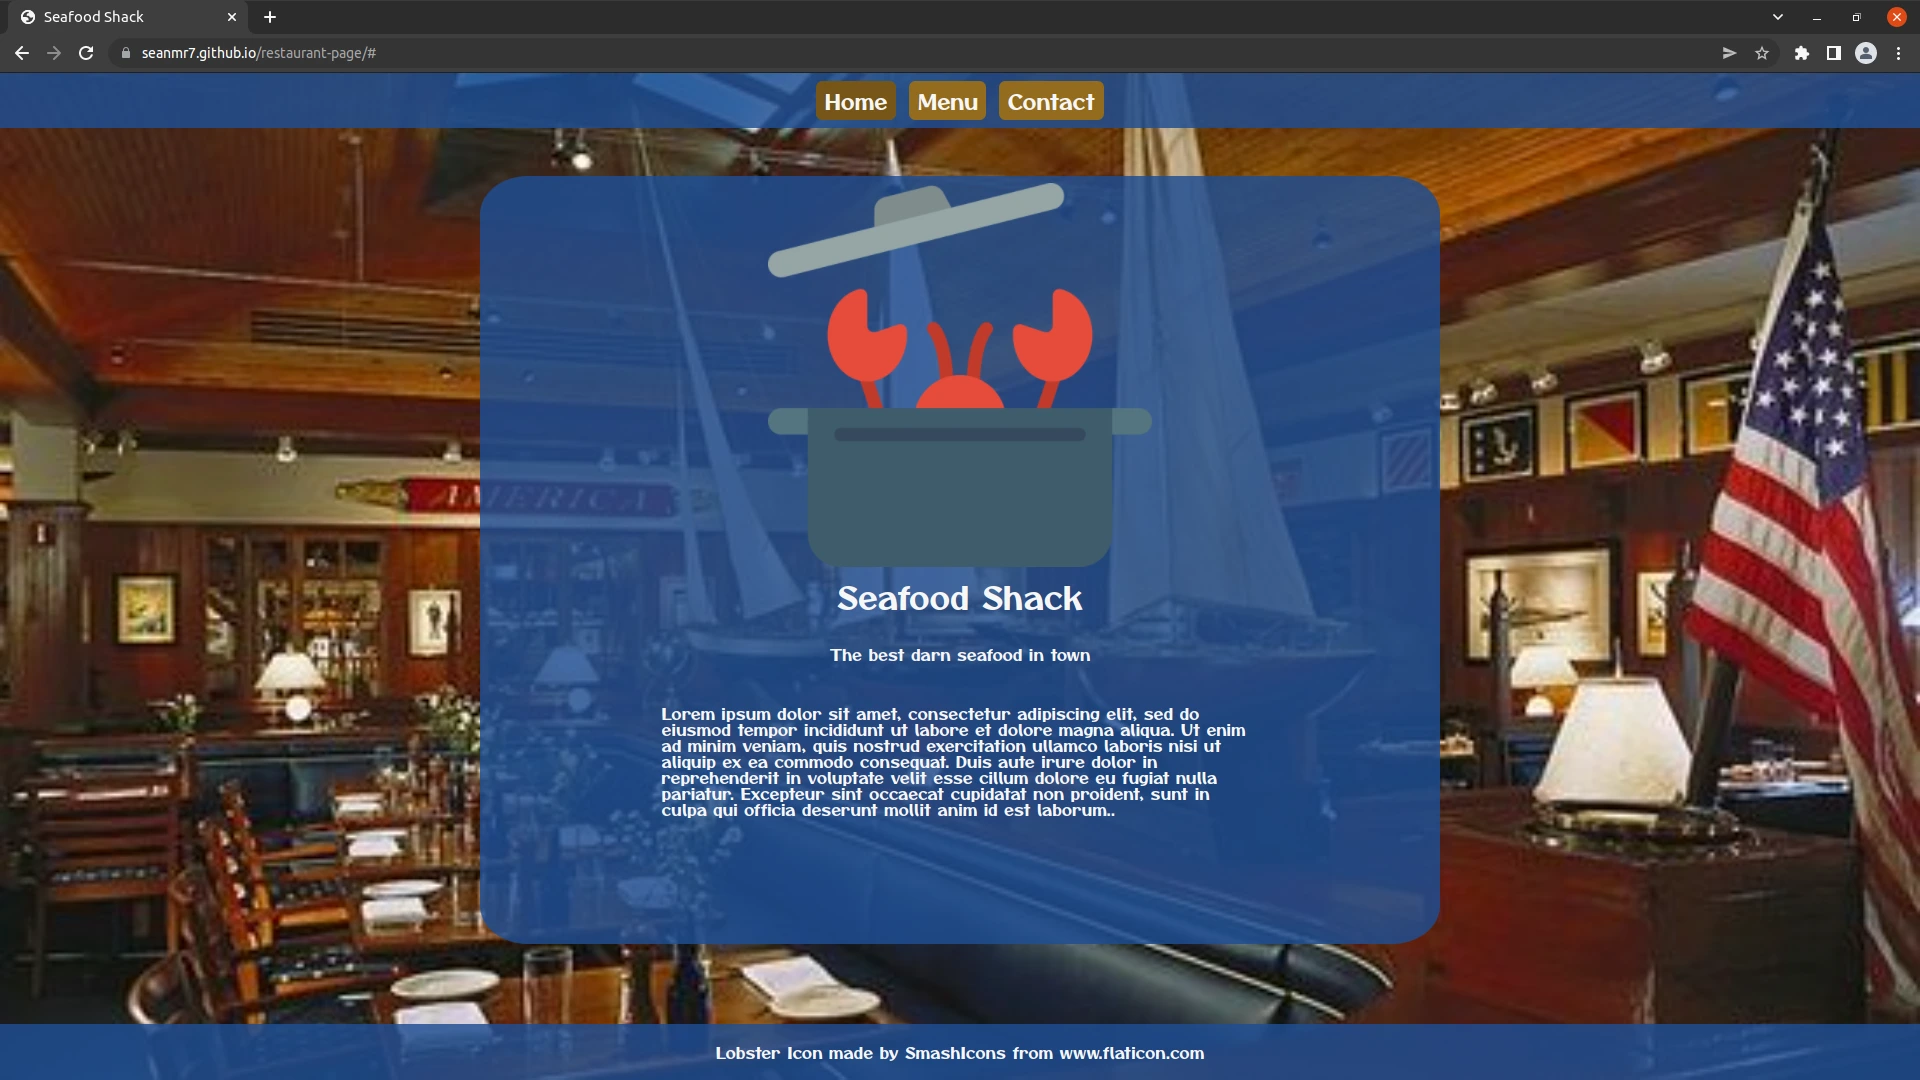 Seafood Shack
seanmr7.github.io/restaurant-page/#
Home Menu Contact
AMERICA
Seafood Shack
The best darn seafood in town
Lorem ipsum dolor sit amet, consectetur adipiscing elit, sed do
eiusmod tempor incididunt ut labore et dolore magna aliqua. Ut enim
ad minim veniam, quis nostrud exercitation ullamco laboris nisi ut
aliquip ex ea commodo consequat. Duis aute irure dolor in
reprehenderit in voluptate velit esse cillum dolore eu fugiat nulla
pariatur. Excepteur sint occaecat cupidatat non proident, sunt in
culpa qui officia deserunt mollit anim id est laborum..
Lobster Icon made by SmashIcons from www.flaticon.com